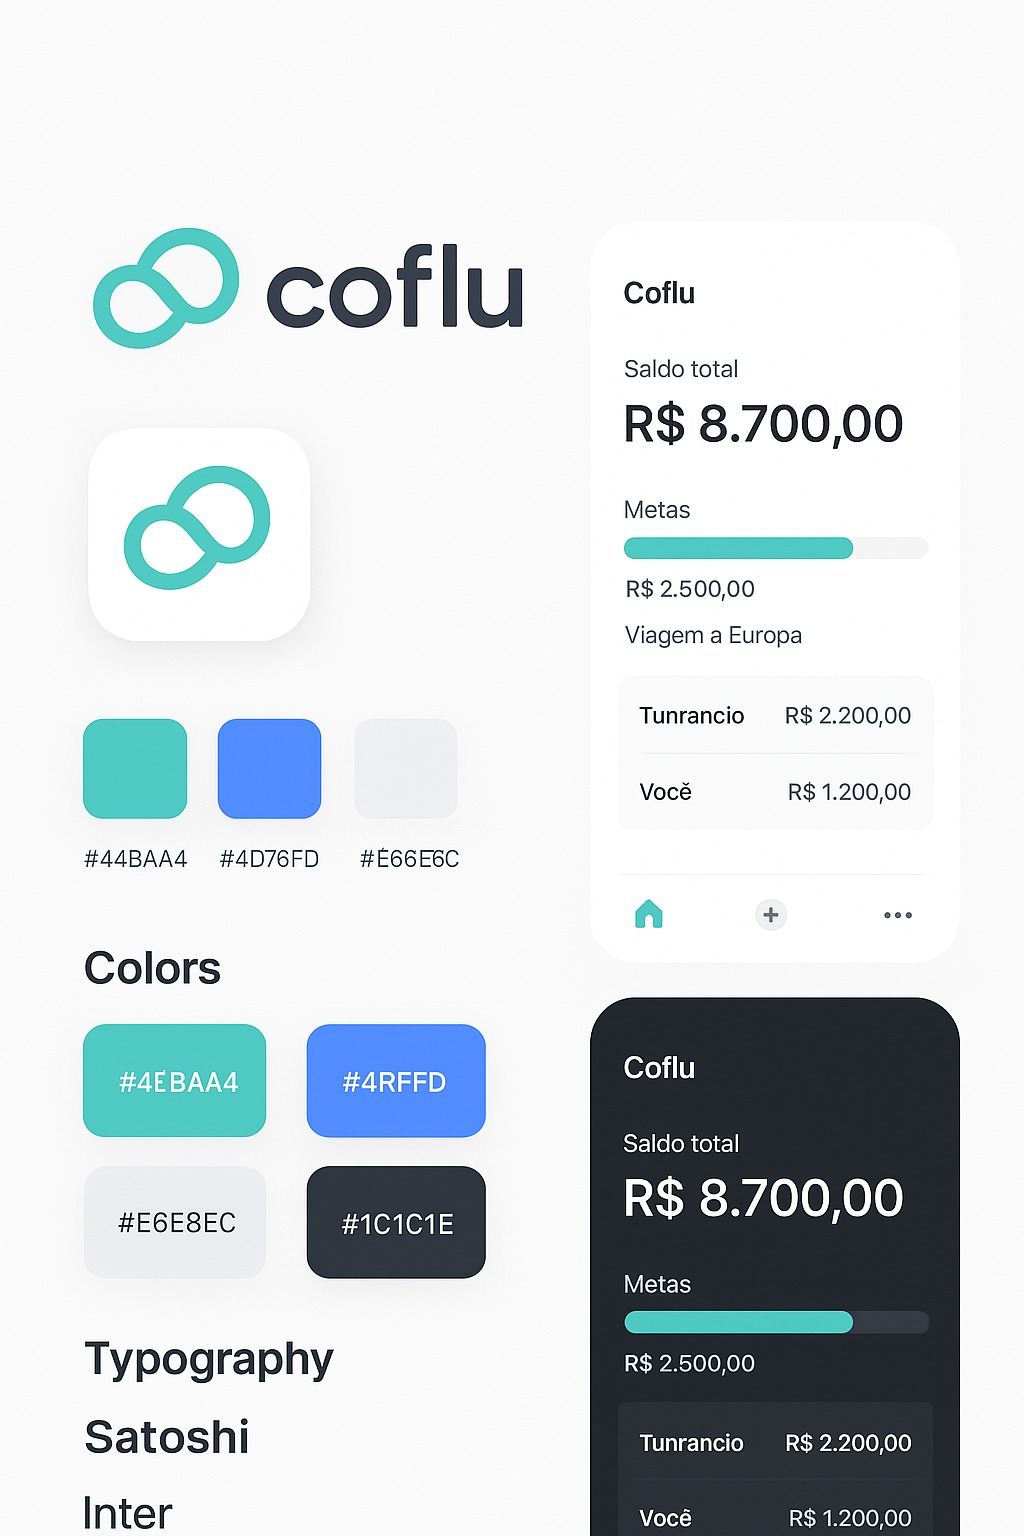 coflu
#44BAA4 #4D76FD #E66E6C
Colors
#4EBAA4 #4RFFD
#E6E8EC #1C1C1E
Typography
Satoshi
Inter
Coflu
Saldo total
R$ 8.700,00
Metas
R$ 2.500,00
Viagem a Europa
Tunrancio R$ 2.200,00
Você R$ 1.200,00
Coflu
Saldo total
R$ 8.700,00
Metas
R$ 2.500,00
Tunrancio R$ 2.200,00
Você R$ 1.200,00